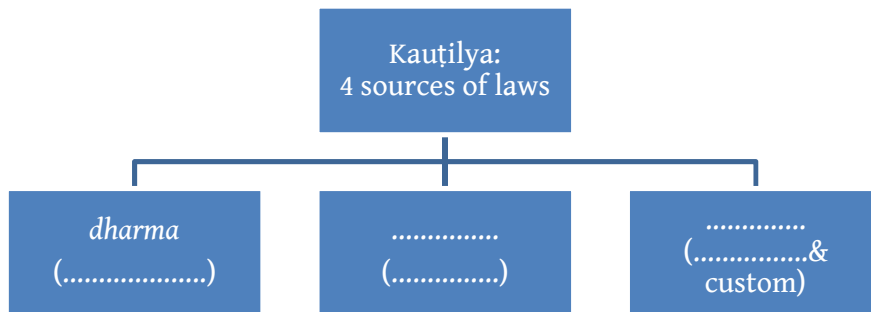 Kauṭilya:
4 sources of laws
dharma
(....................)
...............
(..............)
..............
(................&
custom)